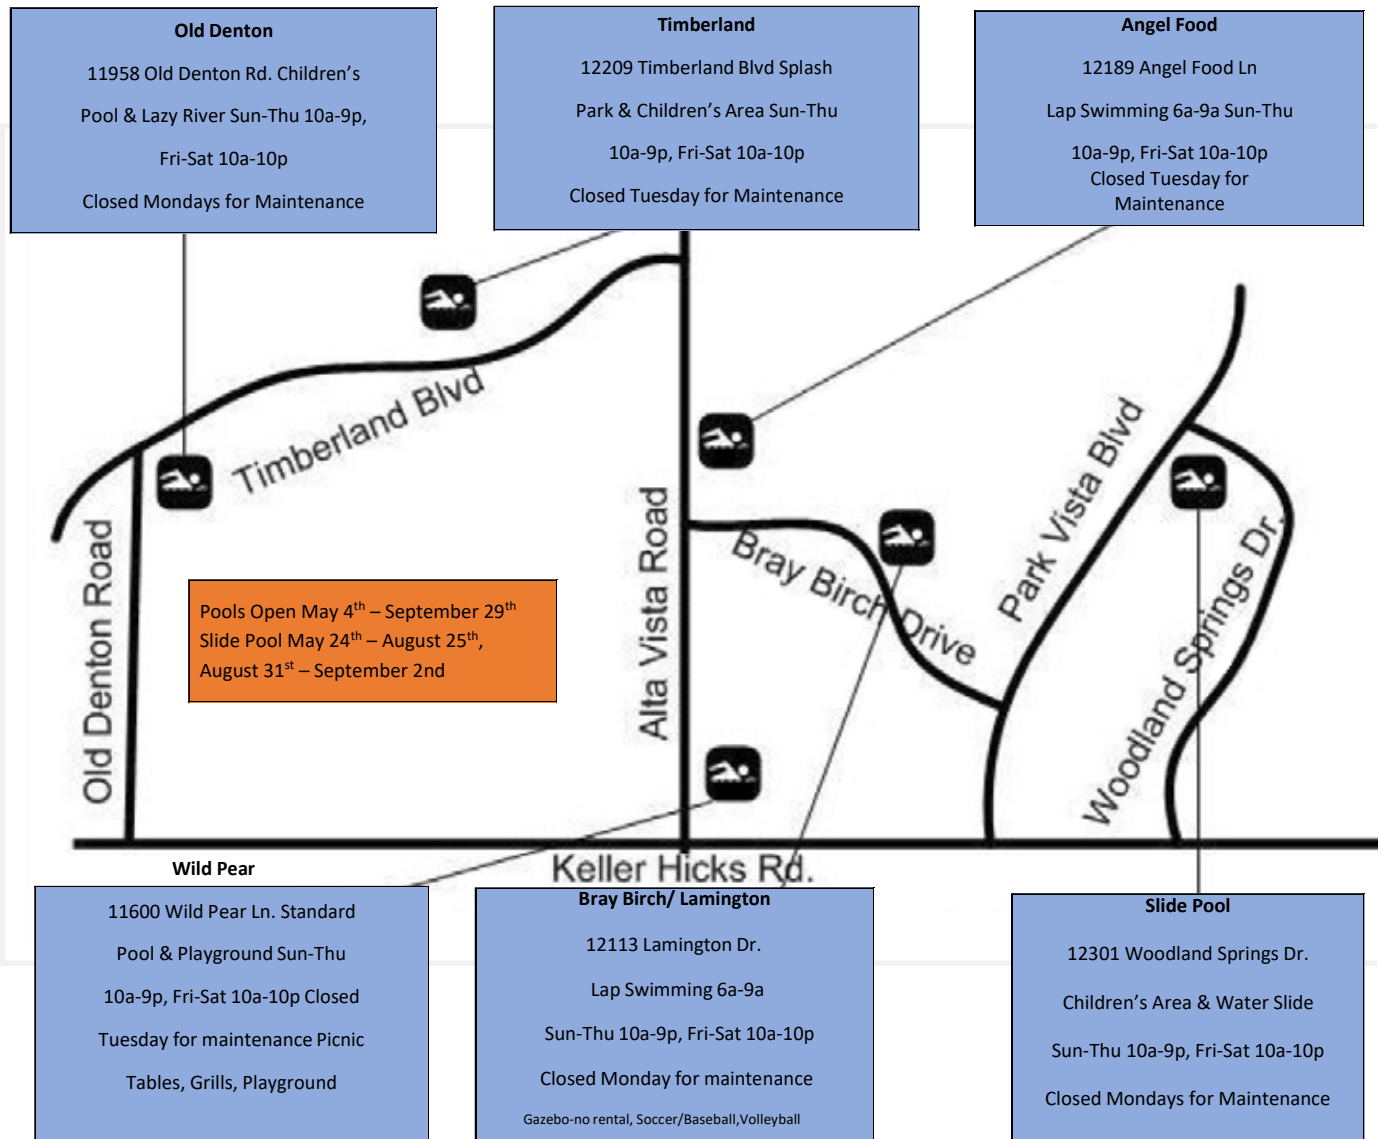 Old Denton
11958 Old Denton Rd. Children’s
Pool & Lazy River Sun-Thu 10a-9p,
Fri-Sat 10a-10p
Closed Mondays for Maintenance
Timberland
12209 Timberland Blvd Splash
Park & Children’s Area Sun-Thu
10a-9p, Fri-Sat 10a-10p
Closed Tuesday for Maintenance
Angel Food
12189 Angel Food Ln
Lap Swimming 6a-9a Sun-Thu
10a-9p, Fri-Sat 10a-10p
Closed Tuesday for
Maintenance
Timberland Blvd
Old Denton Road
Alta Vista Road
Bray Birch Drive
Park Vista Blvd
Woodland Springs Dr.
Pools Open May 4th – September 29th
Slide Pool May 24th – August 25th,
August 31st – September 2nd
Keller Hicks Rd.
Wild Pear
11600 Wild Pear Ln. Standard
Pool & Playground Sun-Thu
10a-9p, Fri-Sat 10a-10p Closed
Tuesday for maintenance Picnic
Tables, Grills, Playground
Bray Birch/ Lamington
12113 Lamington Dr.
Lap Swimming 6a-9a
Sun-Thu 10a-9p, Fri-Sat 10a-10p
Closed Monday for maintenance
Gazebo-no rental, Soccer/Baseball,Volleyball
Slide Pool
12301 Woodland Springs Dr.
Children’s Area & Water Slide
Sun-Thu 10a-9p, Fri-Sat 10a-10p
Closed Mondays for Maintenance